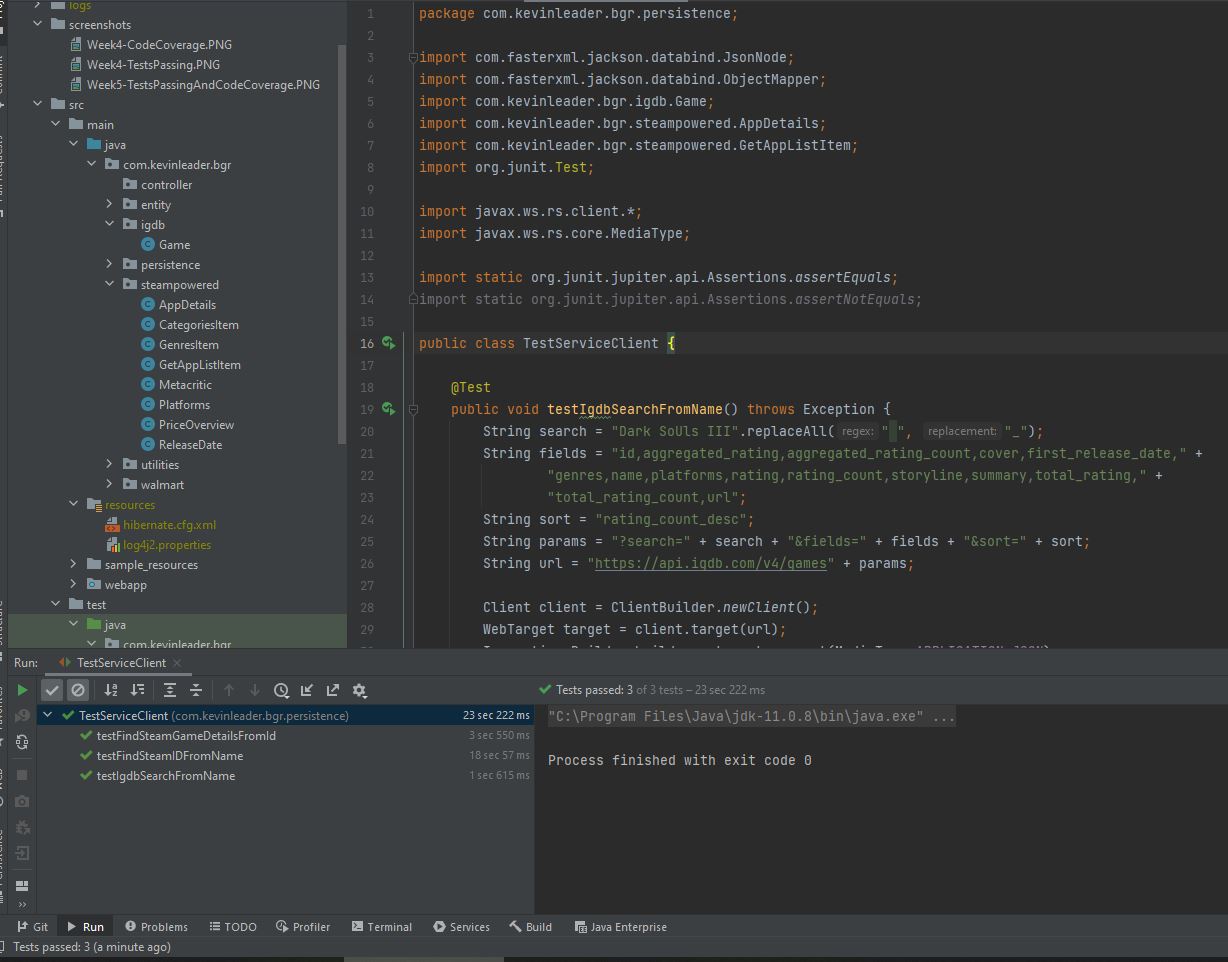 logs
screenshots
Week4-CodeCoverage.PNG
Week4-TestsPassing.PNG
Week5-TestsPassingAndCodeCoverage.PNG
src
main
java
com.kevinleader.bgr
controller
entity
igdb
Game
persistence
steampowered
AppDetails
CategoriesItem
GenresItem
GetAppListItem
Metacritic
Platforms
PriceOverview
ReleaseDate
utilities
walmart
resources
hibernate.cfg.xml
log4j2.properties
sample_resources
webapp
test
java
com.kevinleader.bgr
1 package com.kevinleader.bgr.persistence;
2
3 import com.fasterxml.jackson.databind.JsonNode;
4 import com.fasterxml.jackson.databind.ObjectMapper;
5 import com.kevinleader.bgr.igdb.Game;
6 import com.kevinleader.bgr.steampowered.AppDetails;
7 import com.kevinleader.bgr.steampowered.GetAppListItem;
8 import org.junit.Test;
9
10 import javax.ws.rs.client.*;
11 import javax.ws.rs.core.MediaType;
12
13 import static org.junit.jupiter.api.Assertions.assertEquals;
14 import static org.junit.jupiter.api.Assertions.assertNotEquals;
15
16 public class TestServiceClient {
17
18 @Test
19 public void testIgdbSearchFromName() throws Exception {
20 String search = "Dark SoUls III".replaceAll( regex: " ", replacement: "_");
21 String fields = "id,aggregated_rating,aggregated_rating_count,cover,first_release_date," +
22 "genres,name,platforms,rating,rating_count,storyline,summary,total_rating," +
23 "total_rating_count,url";
24 String sort = "rating_count_desc";
25 String params = "?search=" + search + "&fields=" + fields + "&sort=" + sort;
26 String url = "https://api.igdb.com/v4/games" + params;
27
28 Client client = ClientBuilder.newClient();
29 WebTarget target = client.target(url);
Run: TestServiceClient
Tests passed: 3 of 3 tests – 23 sec 222 ms
TestServiceClient (com.kevinleader.bgr.persistence) 23 sec 222 ms
testFindSteamGameDetailsFromId 3 sec 550 ms
testFindSteamIDFromName 18 sec 57 ms
testIgdbSearchFromName 1 sec 615 ms
"C:\Program Files\Java\jdk-11.0.8\bin\java.exe" ...
Process finished with exit code 0
Git Run Problems TODO Profiler Terminal Services Build Java Enterprise
Tests passed: 3 (a minute ago)